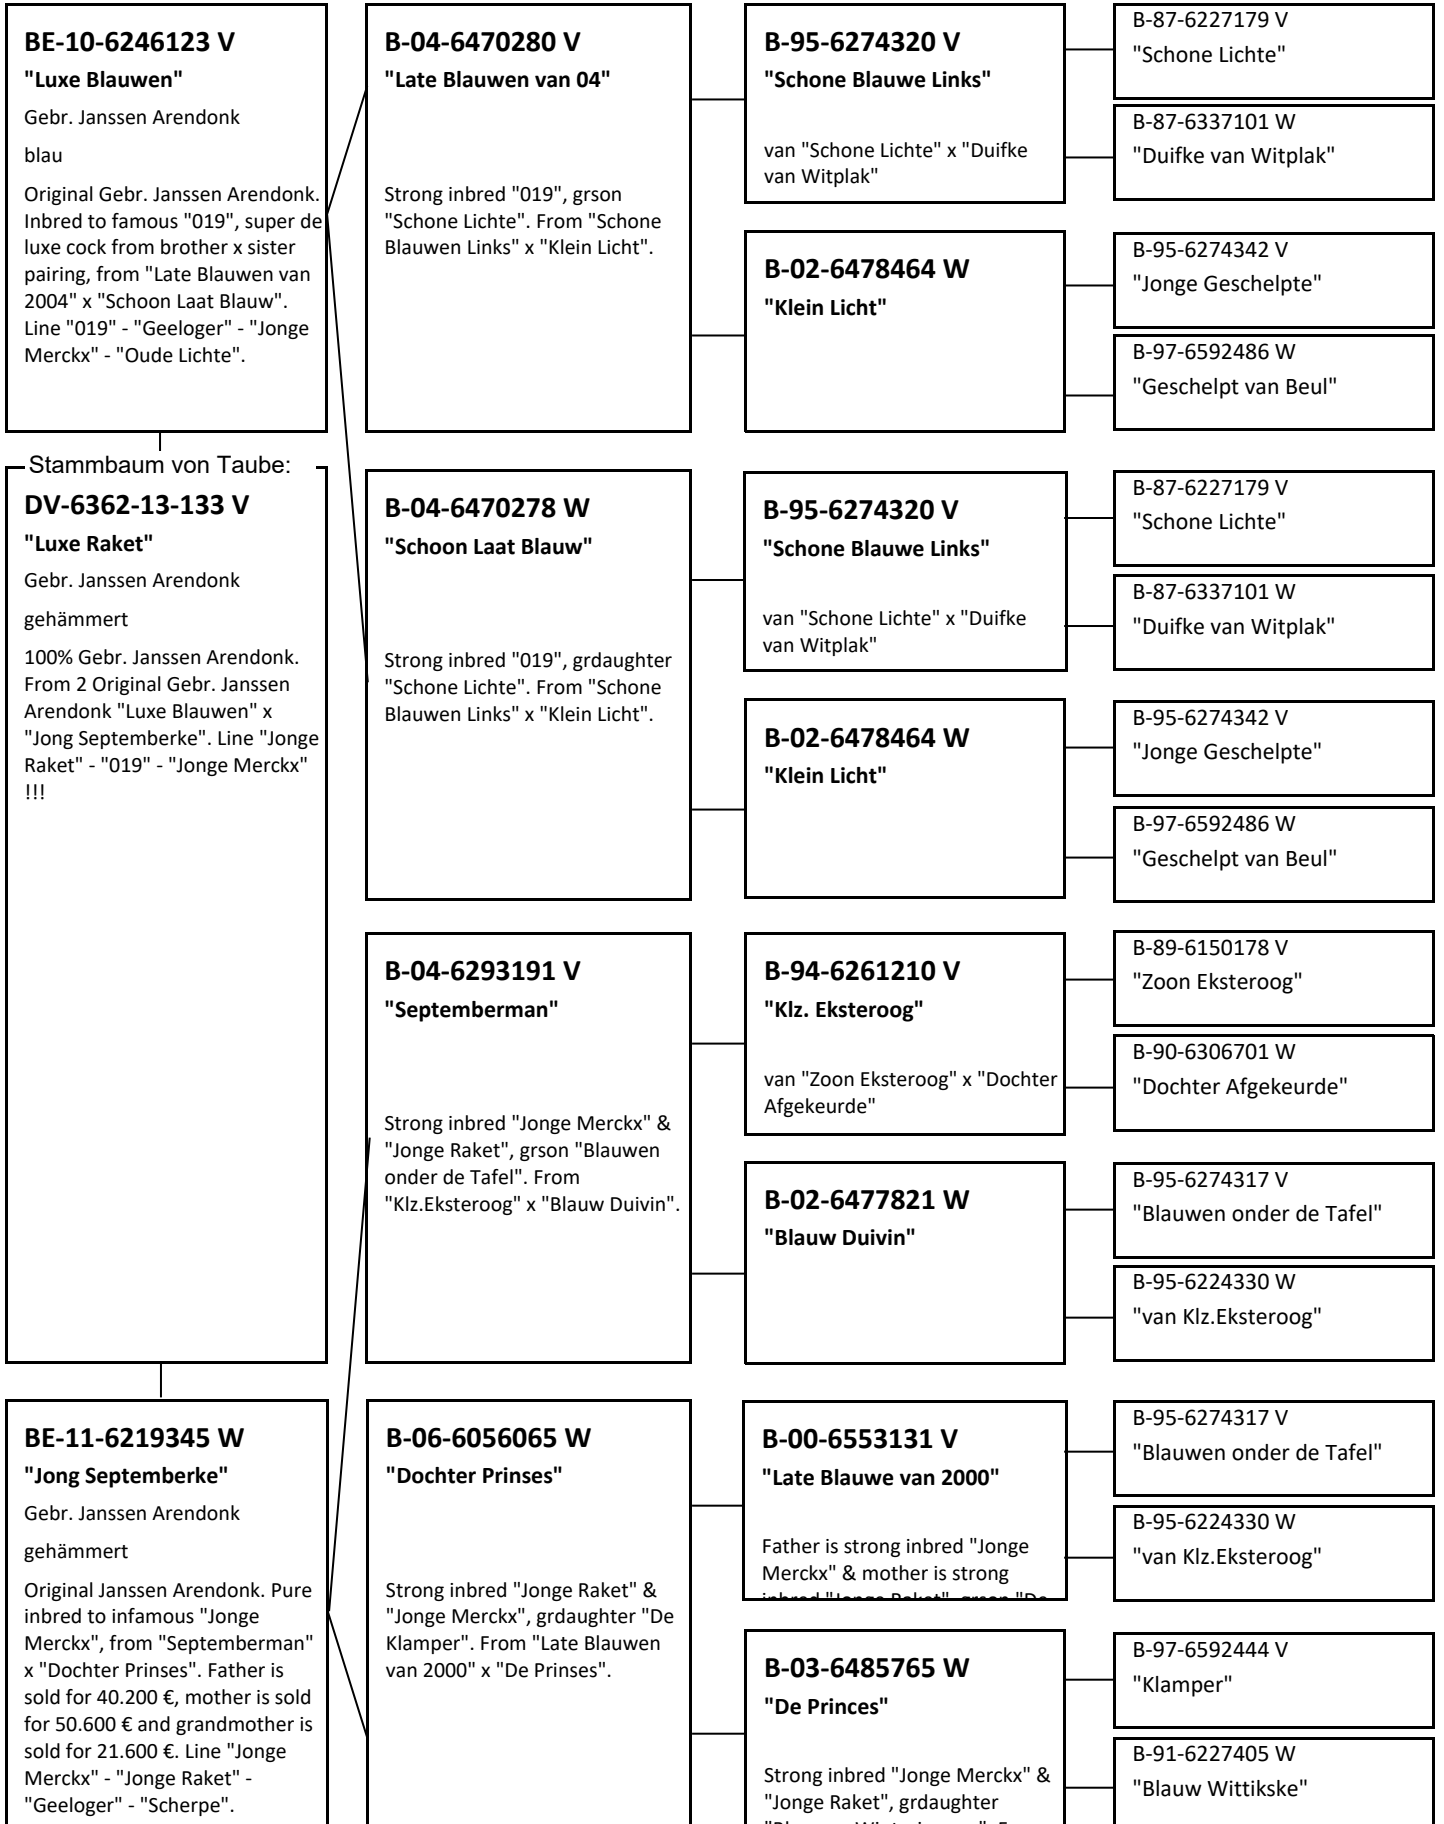 BE-10-6246123 V
"Luxe Blauwen"
Gebr. Janssen Arendonk
blau
Original Gebr. Janssen Arendonk.
Inbred to famous "019", super de
luxe cock from brother x sister
pairing, from "Late Blauwen van
2004" x "Schoon Laat Blauw".
Line "019" - "Geeloger" - "Jonge
Merckx" - "Oude Lichte".
Stammbaum von Taube:
DV-6362-13-133 V
"Luxe Raket"
Gebr. Janssen Arendonk
gehämmert
100% Gebr. Janssen Arendonk.
From 2 Original Gebr. Janssen
Arendonk "Luxe Blauwen" x
"Jong Septemberke". Line "Jonge
Raket" - "019" - "Jonge Merckx"
!!!
BE-11-6219345 W
"Jong Septemberke"
Gebr. Janssen Arendonk
gehämmert
Original Janssen Arendonk. Pure
inbred to infamous "Jonge
Merckx", from "Septemberman"
x "Dochter Prinses". Father is
sold for 40.200 €, mother is sold
for 50.600 € and grandmother is
sold for 21.600 €. Line "Jonge
Merckx" - "Jonge Raket" -
"Geeloger" - "Scherpe".
B-04-6470280 V
"Late Blauwen van 04"
Strong inbred "019", grson
"Schone Lichte". From "Schone
Blauwen Links" x "Klein Licht".
B-04-6470278 W
"Schoon Laat Blauw"
Strong inbred "019", grdaughter
"Schone Lichte". From "Schone
Blauwen Links" x "Klein Licht".
B-04-6293191 V
"Septemberman"
Strong inbred "Jonge Merckx" &
"Jonge Raket", grson "Blauwen
onder de Tafel". From
"Klz.Eksteroog" x "Blauw Duivin".
B-06-6056065 W
"Dochter Prinses"
Strong inbred "Jonge Raket" &
"Jonge Merckx", grdaughter "De
Klamper". From "Late Blauwen
van 2000" x "De Prinses".
B-95-6274320 V
"Schone Blauwe Links"
van "Schone Lichte" x "Duifke
van Witplak"
B-02-6478464 W
"Klein Licht"
B-95-6274320 V
"Schone Blauwe Links"
van "Schone Lichte" x "Duifke
van Witplak"
B-02-6478464 W
"Klein Licht"
B-94-6261210 V
"Klz. Eksteroog"
van "Zoon Eksteroog" x "Dochter
Afgekeurde"
B-02-6477821 W
"Blauw Duivin"
B-00-6553131 V
"Late Blauwe van 2000"
Father is strong inbred "Jonge
Merckx" & mother is strong
inbred "Jonge Raket", grson "De
B-03-6485765 W
"De Princes"
Strong inbred "Jonge Merckx" &
"Jonge Raket", grdaughter
B-87-6227179 V
"Schone Lichte"
B-87-6337101 W
"Duifke van Witplak"
B-95-6274342 V
"Jonge Geschelpte"
B-97-6592486 W
"Geschelpt van Beul"
B-87-6227179 V
"Schone Lichte"
B-87-6337101 W
"Duifke van Witplak"
B-95-6274342 V
"Jonge Geschelpte"
B-97-6592486 W
"Geschelpt van Beul"
B-89-6150178 V
"Zoon Eksteroog"
B-90-6306701 W
"Dochter Afgekeurde"
B-95-6274317 V
"Blauwen onder de Tafel"
B-95-6224330 W
"van Klz.Eksteroog"
B-95-6274317 V
"Blauwen onder de Tafel"
B-95-6224330 W
"van Klz.Eksteroog"
B-97-6592444 V
"Klamper"
B-91-6227405 W
"Blauw Wittikske"